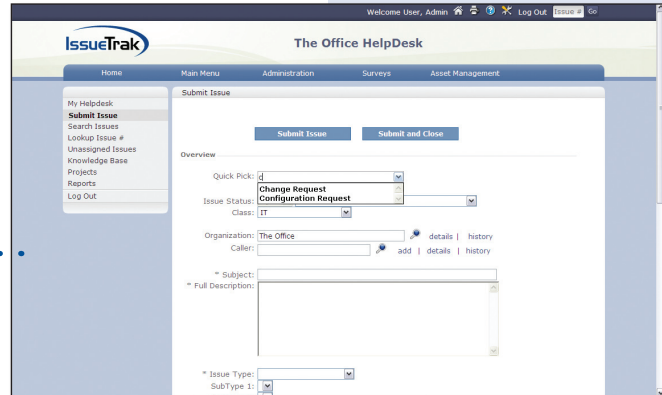 Welcome User, Admin Log Out Issue # Go
IssueTrak
The Office HelpDesk
Home Main Menu Administration Surveys Asset Management
Submit Issue
My Helpdesk
Submit Issue
Search Issues
Lookup Issue #
Unassigned Issues
Knowledge Base
Projects
Reports
Log Out
Submit Issue Submit and Close
Overview
Quick Pick: c
Change Request
Configuration Request
Issue Status:
Class: IT
Organization: The Office details | history
Caller: add | details | history
* Subject:
* Full Description:
* Issue Type:
SubType 1: